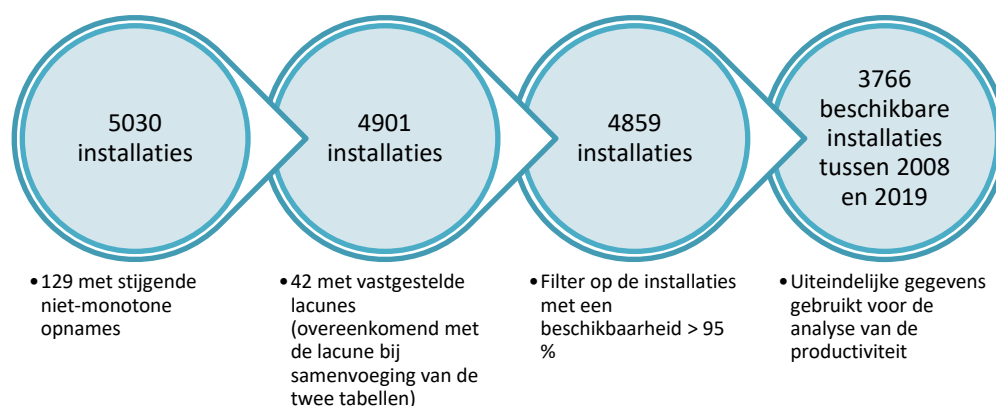 5030
installaties
4901
installaties
4859
installaties
3766
beschikbare
installaties
tussen 2008
en 2019
•129 met stijgende
niet-monotone
opnames
•42 met vastgestelde
lacunes
(overeenkomend met
de lacune bij
samenvoeging van de
twee tabellen)
•Filter op de installaties
met een
beschikbaarheid > 95
%
•Uiteindelijke gegevens
gebruikt voor de
analyse van de
productiviteit